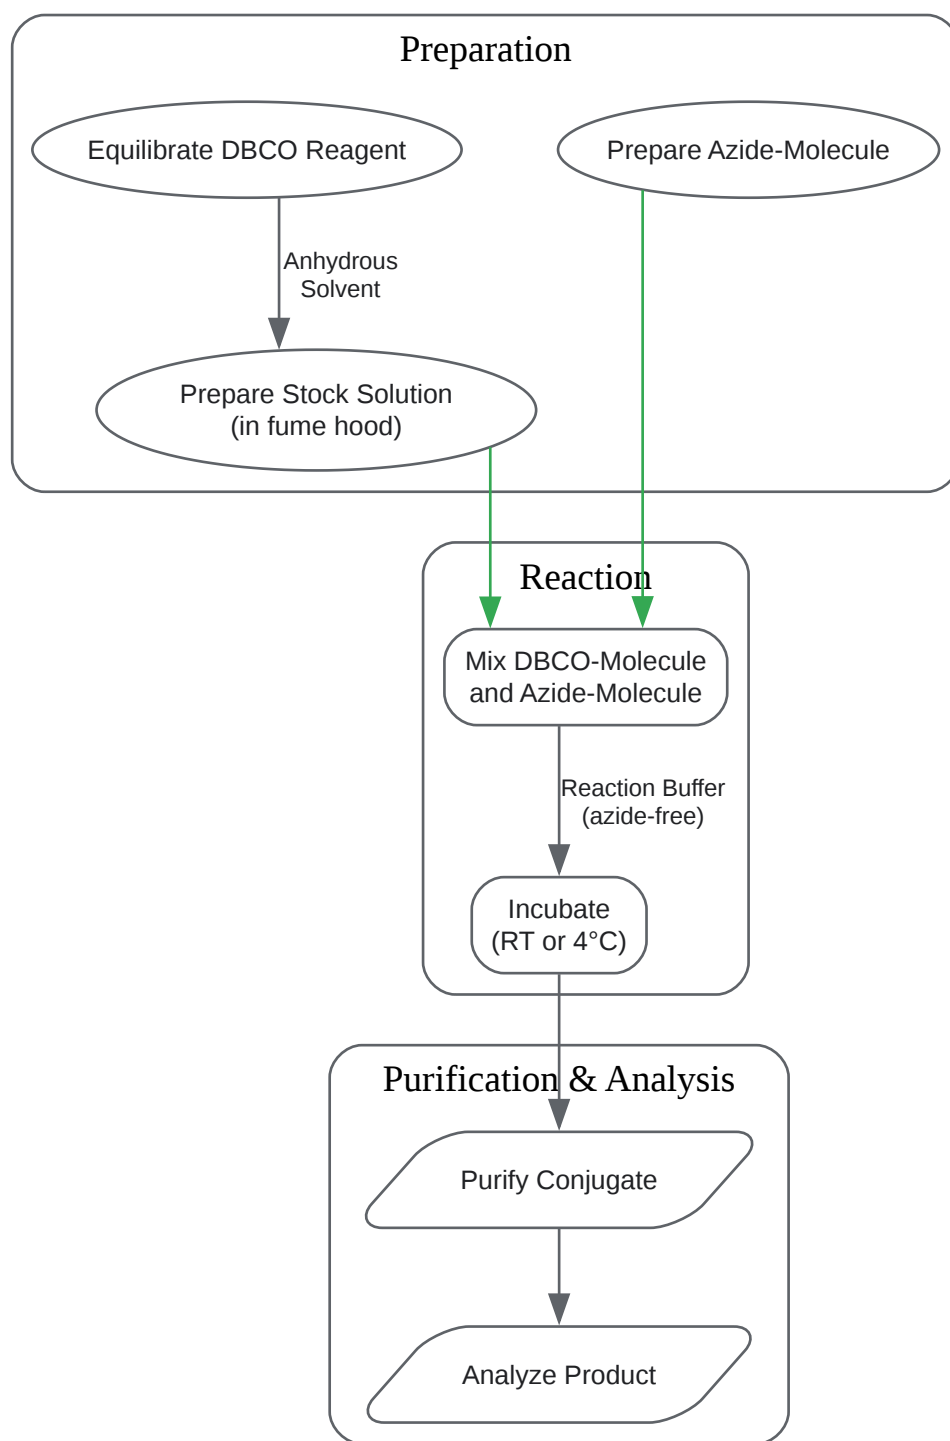 Preparation
Equilibrate DBCO Reagent
Prepare Azide-Molecule
Anhydrous
Solvent
Prepare Stock Solution
(in fume hood)
Reaction
Mix DBCO-Molecule
and Azide-Molecule
Reaction Buffer
(azide-free)
Incubate
(RT or 4°C)
Purification & Analysis
Purify Conjugate
Analyze Product